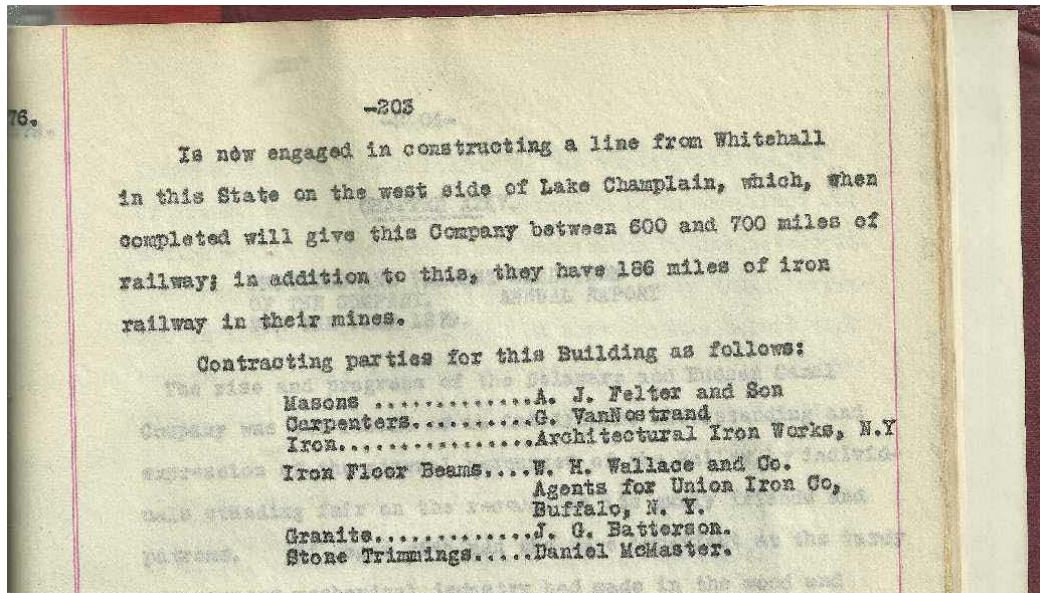 76.
-203
Is now engaged in constructing a line from Whitehall
in this State on the west side of Lake Champlain, which, when
completed will give this Company between 600 and 700 miles of
railway; in addition to this, they have 186 miles of iron
railway in their mines.
Contracting parties for this Building as follows:
Masons .............A. J. Felter and Son
Carpenters..........G. VanNostrand
Iron................Architectural Iron Works, N.Y
Iron Floor Beams....W. H. Wallace and Co.
Agents for Union Iron Co,
Buffalo, N. Y.
Granite.............J. G. Batterson.
Stone Trimmings.....Daniel McMaster.